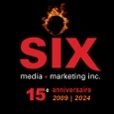 SIX
media + marketing inc.
15e anniversaire
2009 | 2024